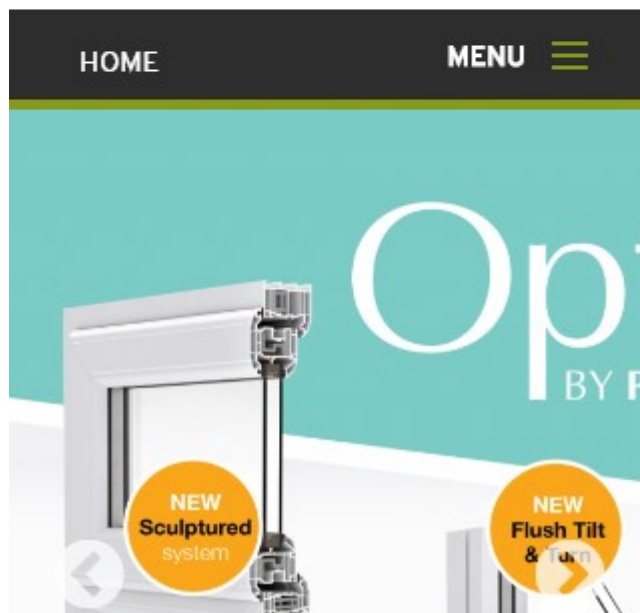 HOME
MENU
Op
BY P
NEW
Sculptured
system
NEW
Flush Tilt
& Turn